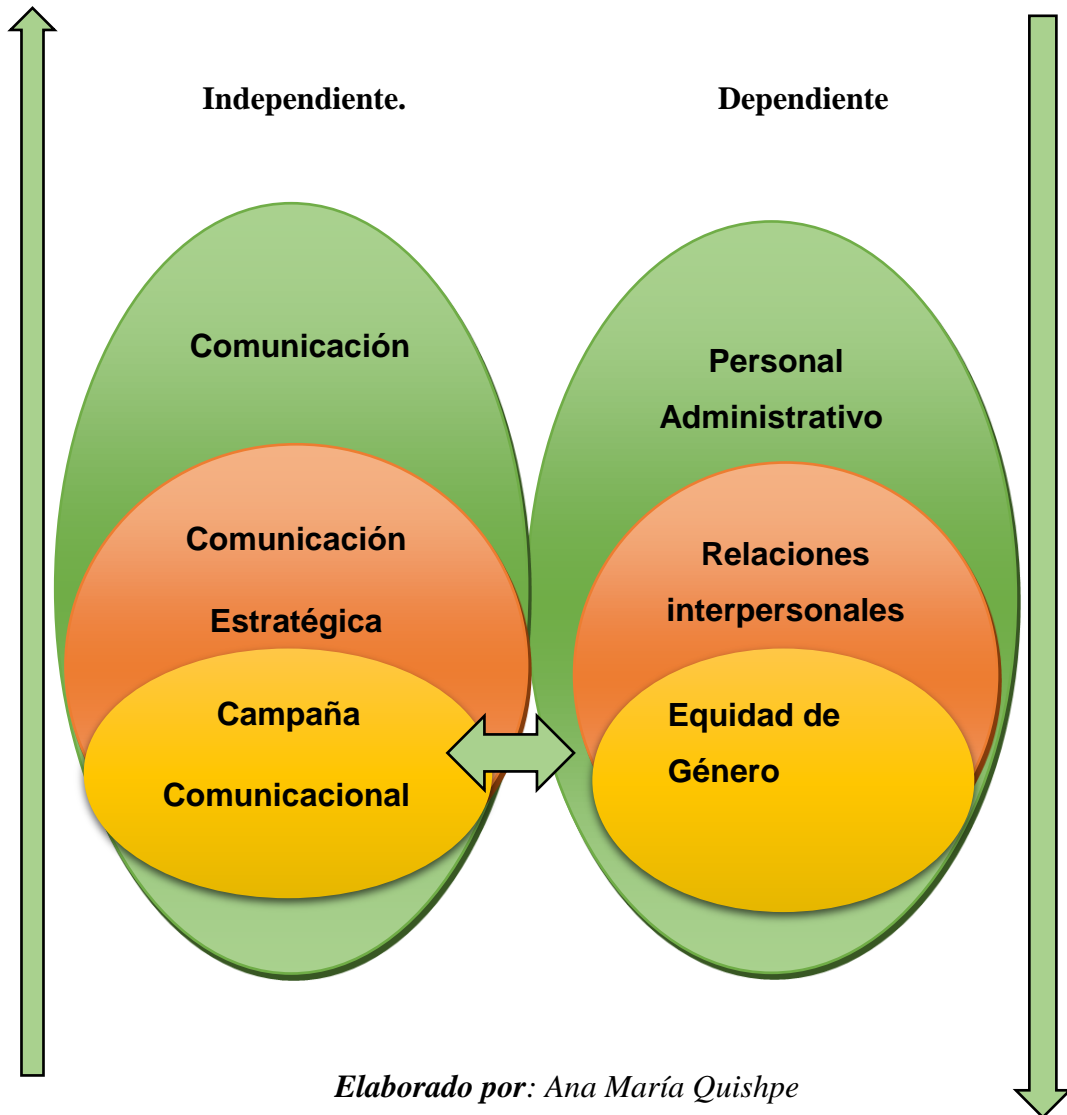 Independiente.
Dependiente
Comunicación
Personal
Administrativo
Comunicación
Estratégica
Relaciones
interpersonales
Campaña
Comunicacional
Equidad de
Género
Elaborado por: Ana María Quishpe